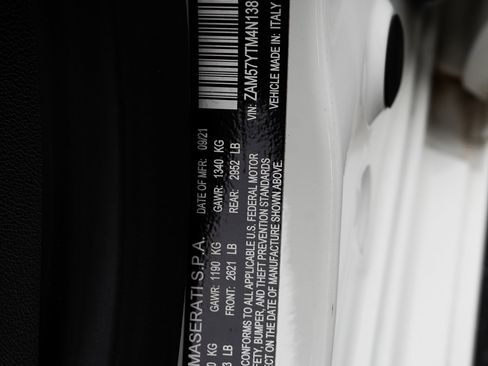 MASERATI S.P.A. DATE OF MFR: 09/21
0 KG GAWR: 1190 KG GAWR: 1340 KG
3 LB FRONT: 2621 LB REAR: 2952 LB
CONFORMS TO ALL APPLICABLE U.S. FEDERAL MOTOR
FETY, BUMPER, AND THEFT PREVENTION STANDARDS
ECT ON THE DATE OF MANUFACTURE SHOWN ABOVE.
VIN: ZAM57YTM4N138
VEHICLE MADE IN: ITALY